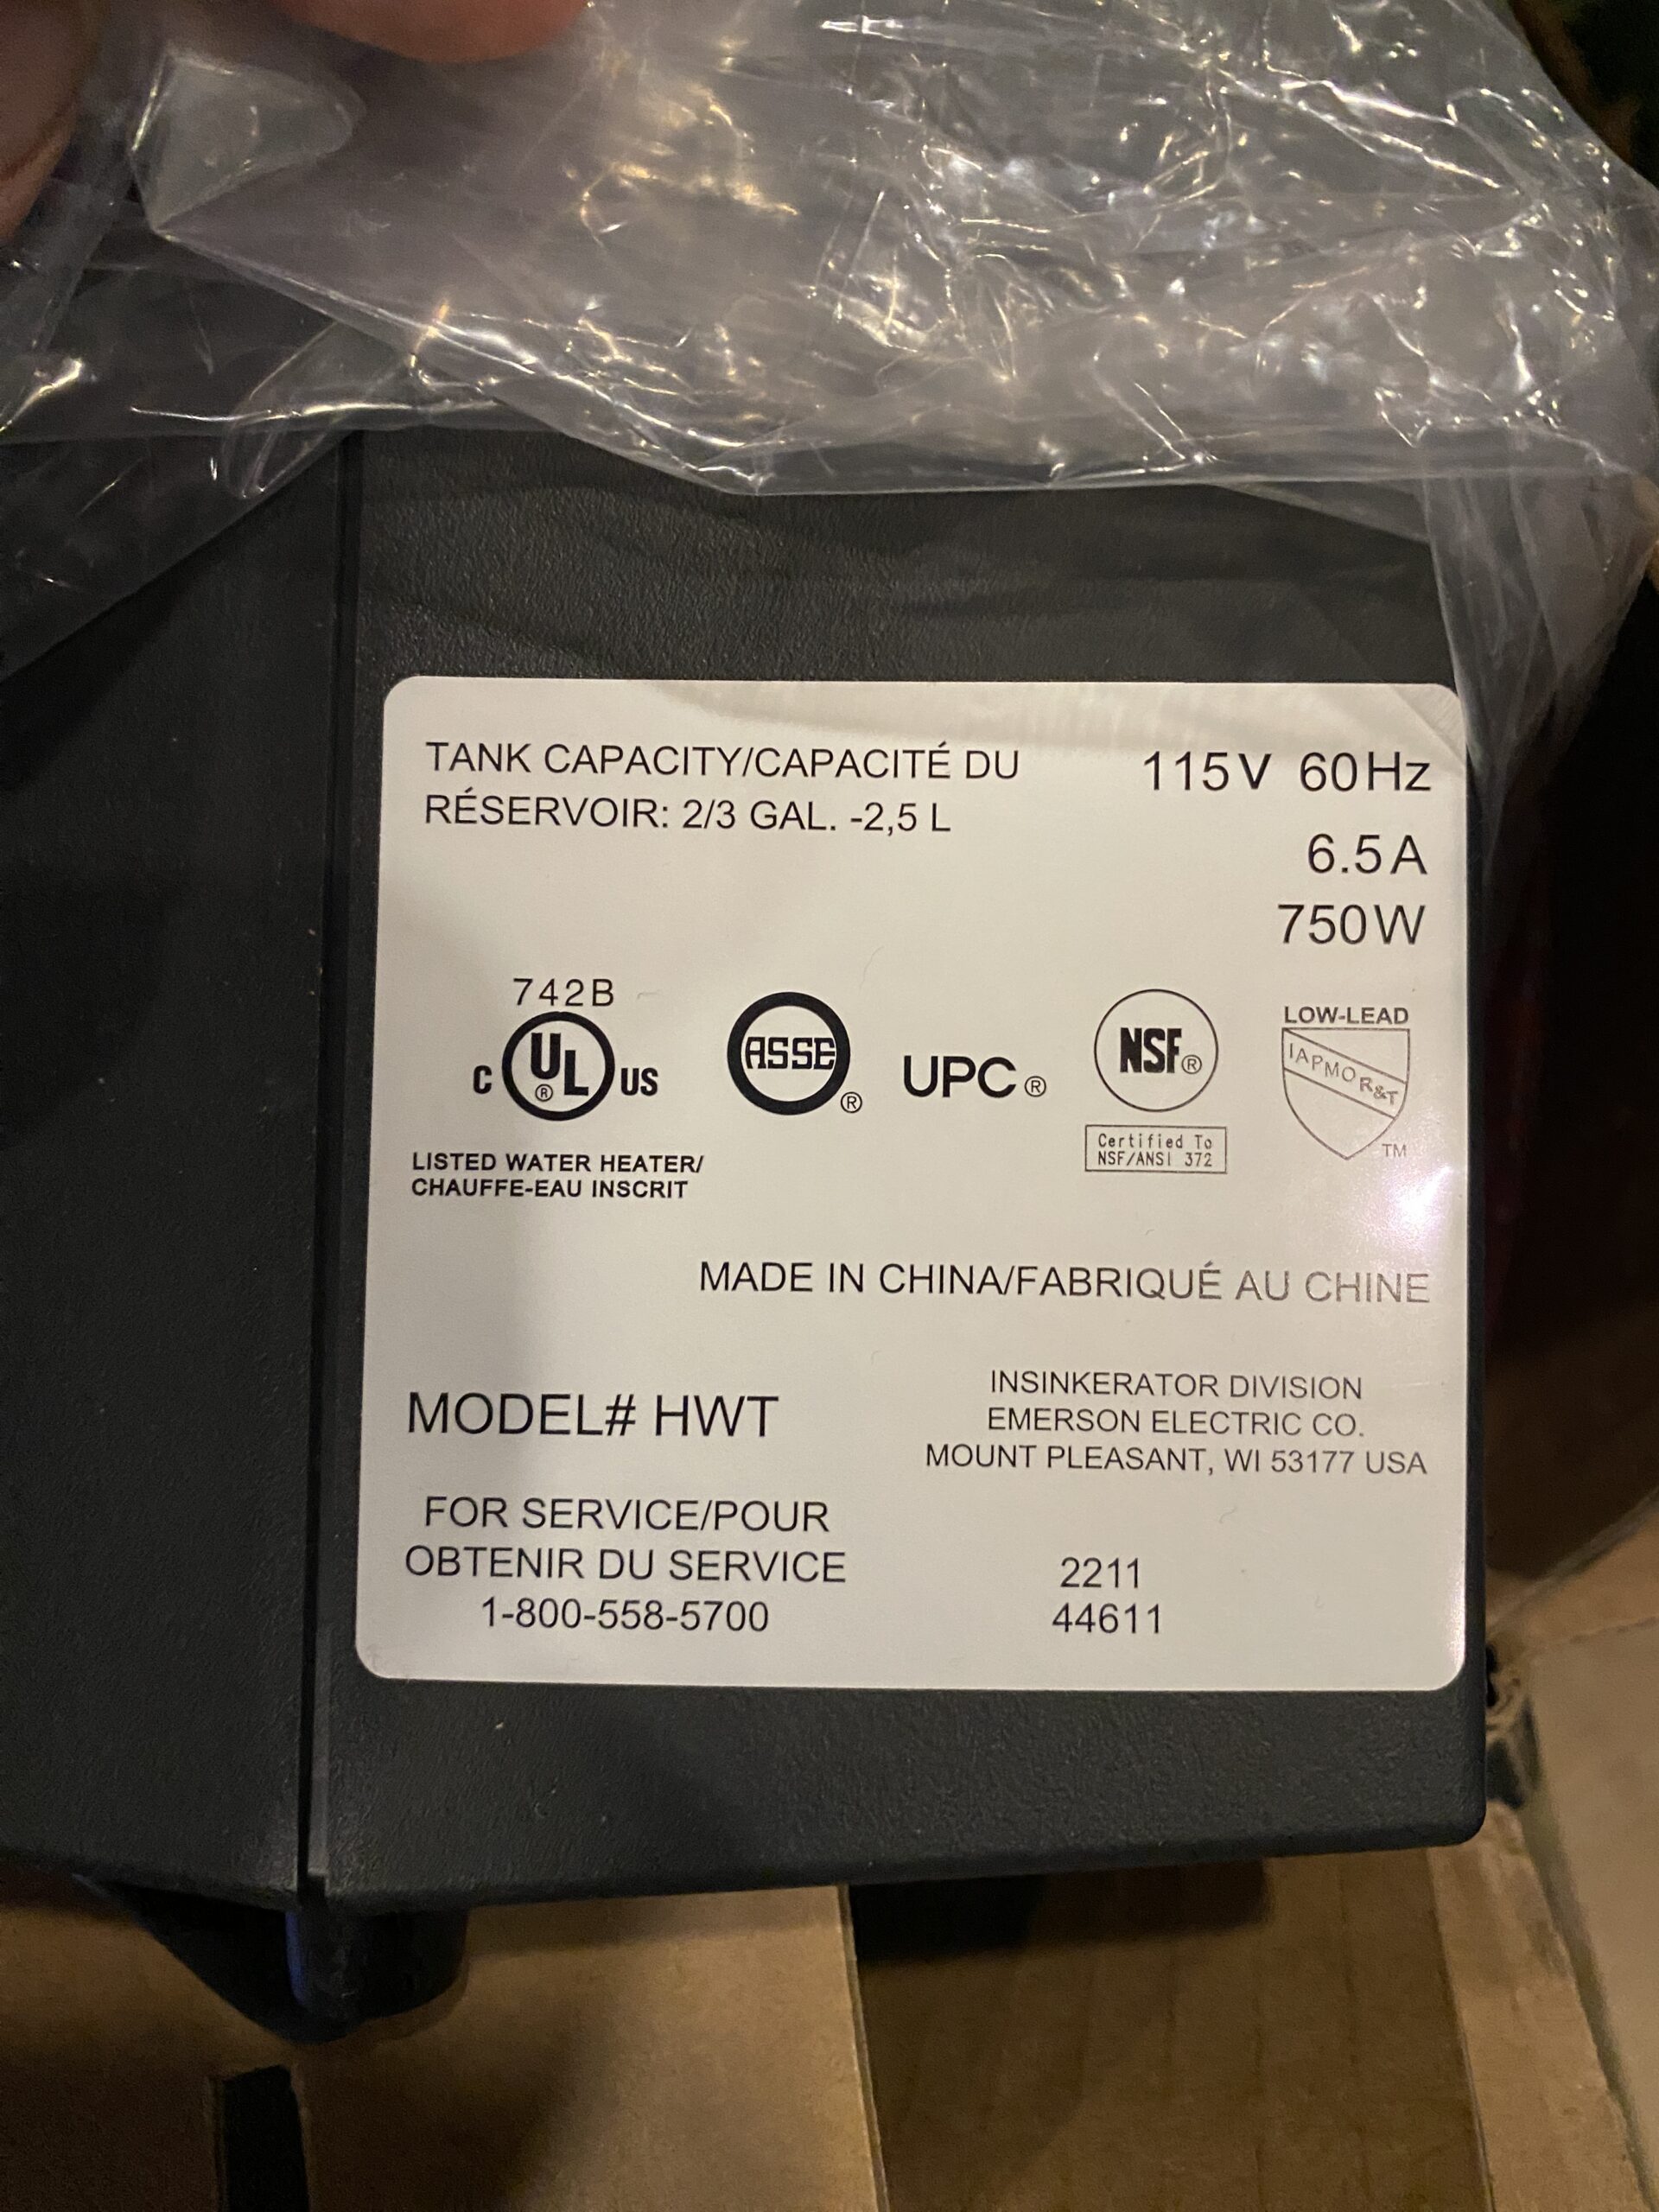 TANK CAPACITY/CAPACITÉ DU
RÉSERVOIR: 2/3 GAL. -2,5 L
115V 60Hz
6.5A
750W
742B
C UL® US
LISTED WATER HEATER/
CHAUFFE-EAU INSCRIT
ASSE®
UPC®
NSF®
Certified To
NSF/ANSI 372
LOW-LEAD
IAPMO R&T
TM
MADE IN CHINA/FABRIQUÉ AU CHINE
MODEL# HWT
INSINKERATOR DIVISION
EMERSON ELECTRIC CO.
MOUNT PLEASANT, WI 53177 USA
FOR SERVICE/POUR
OBTENIR DU SERVICE
1-800-558-5700
2211
44611